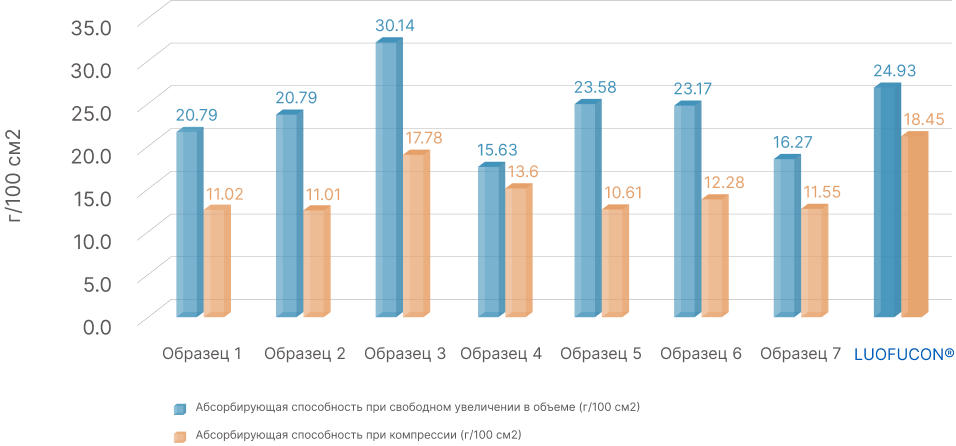 г/100 см2
35.0
30.0
25.0
20.0
15.0
10.0
5.0
0.0
20.79
11.02
20.79
11.01
30.14
17.78
15.63
13.6
23.58
10.61
23.17
12.28
16.27
11.55
24.93
18.45
Образец 1
Образец 2
Образец 3
Образец 4
Образец 5
Образец 6
Образец 7
LUOFUCON®
Абсорбирующая способность при свободном увеличении в объеме (г/100 см2)
Абсорбирующая способность при компрессии (г/100 см2)